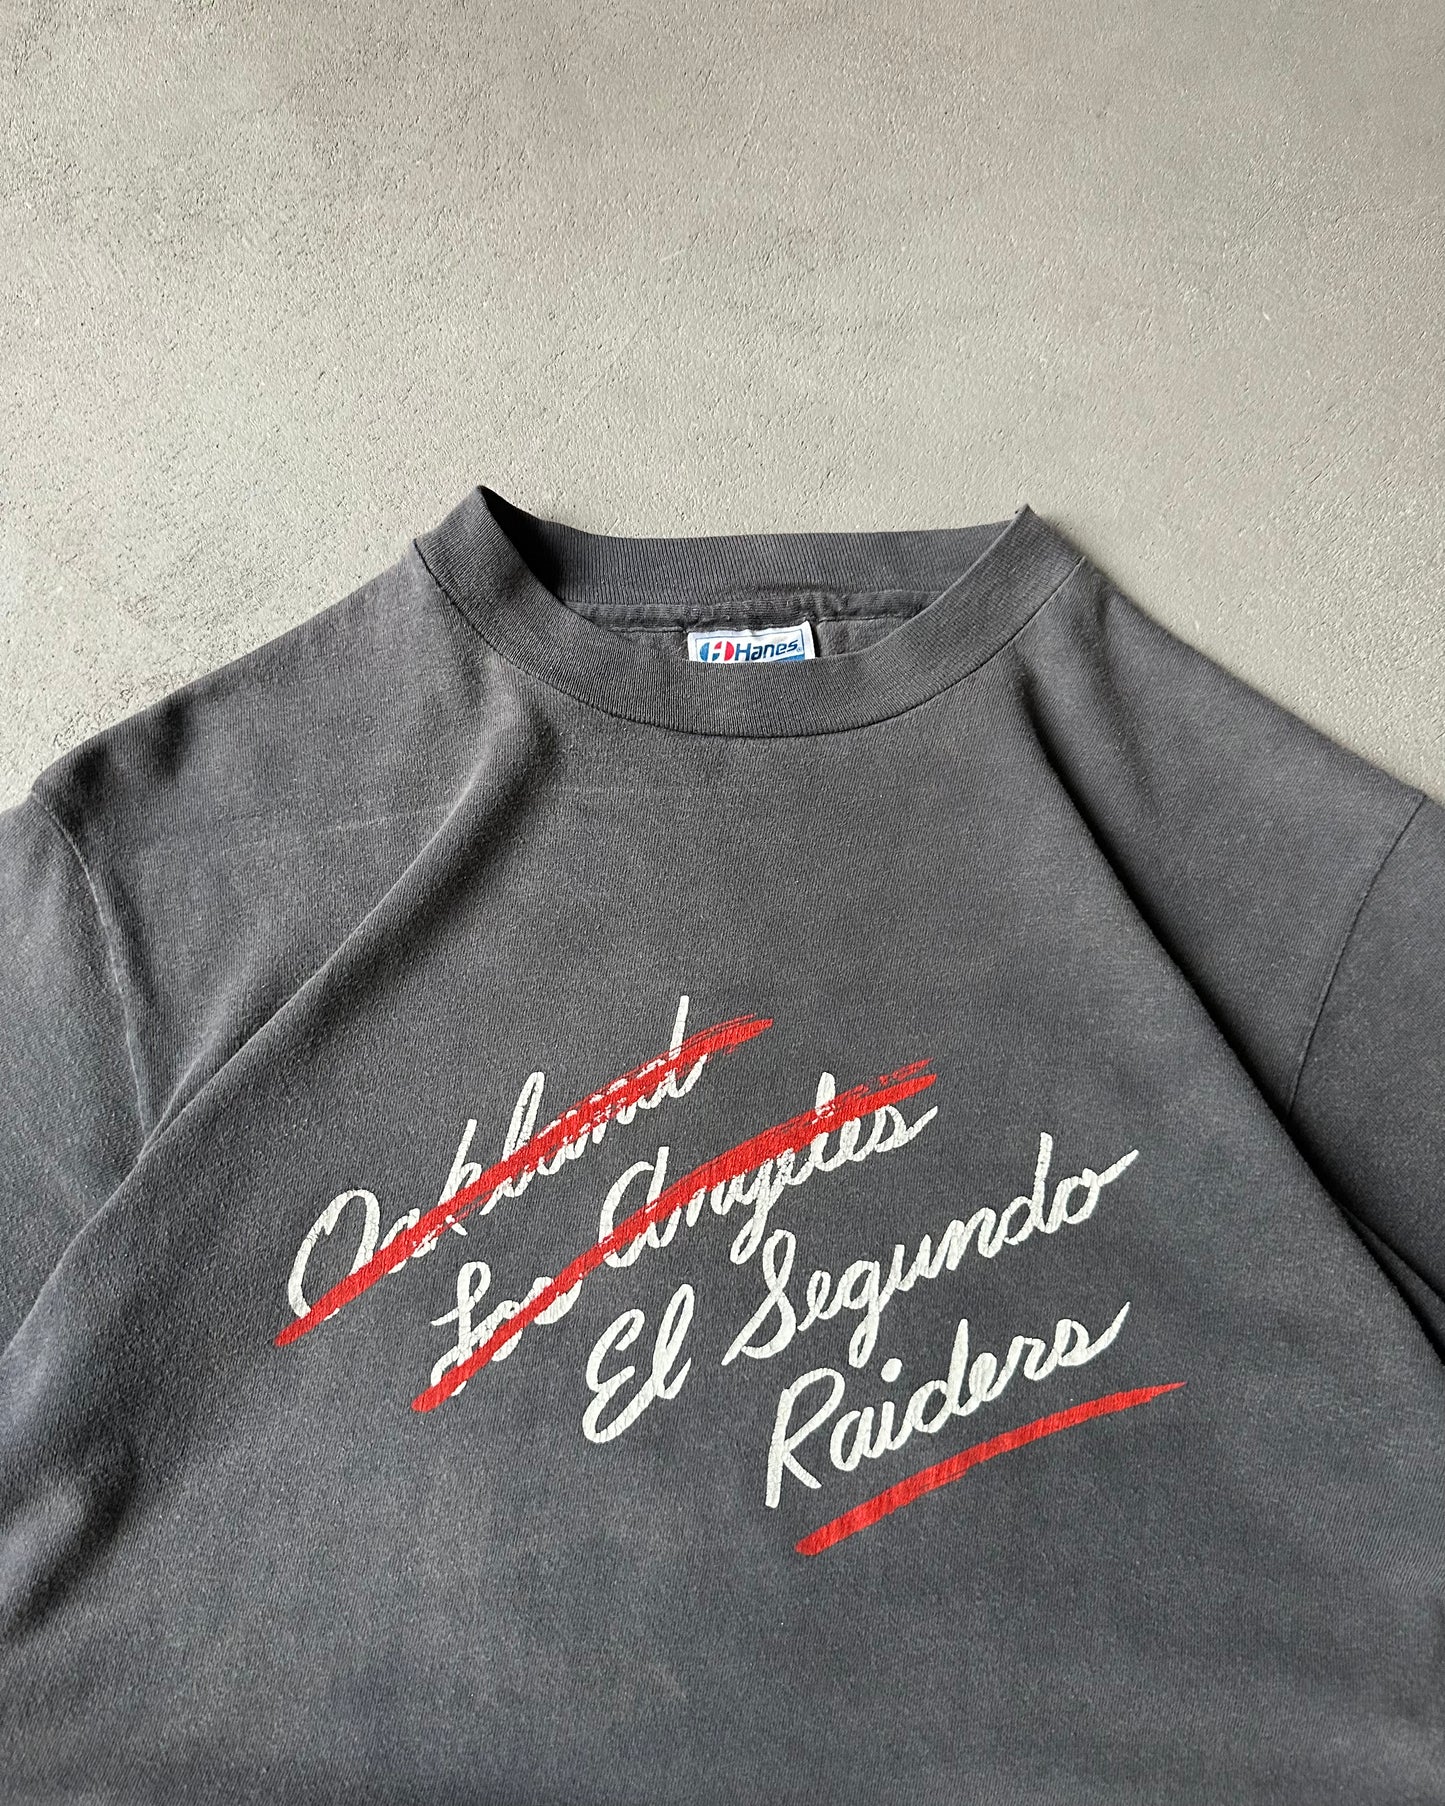 Hanes
Oakland
Los Angeles
El Segundo
Raiders